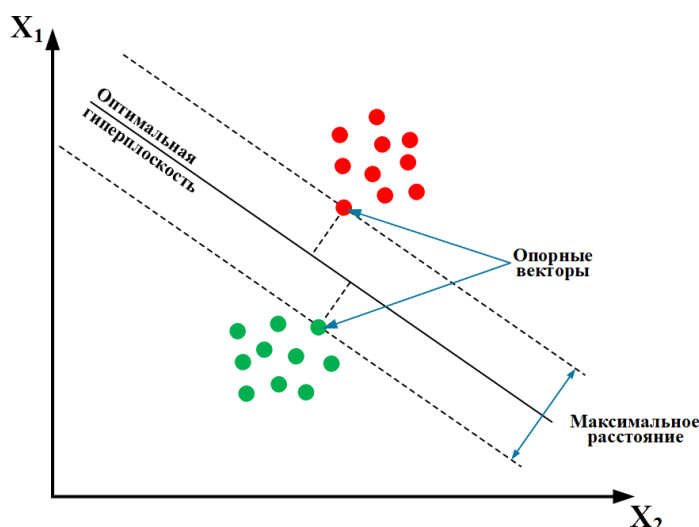 X1
Оптимальная
гиперплоскость
Опорные
векторы
Максимальное
расстояние
X2